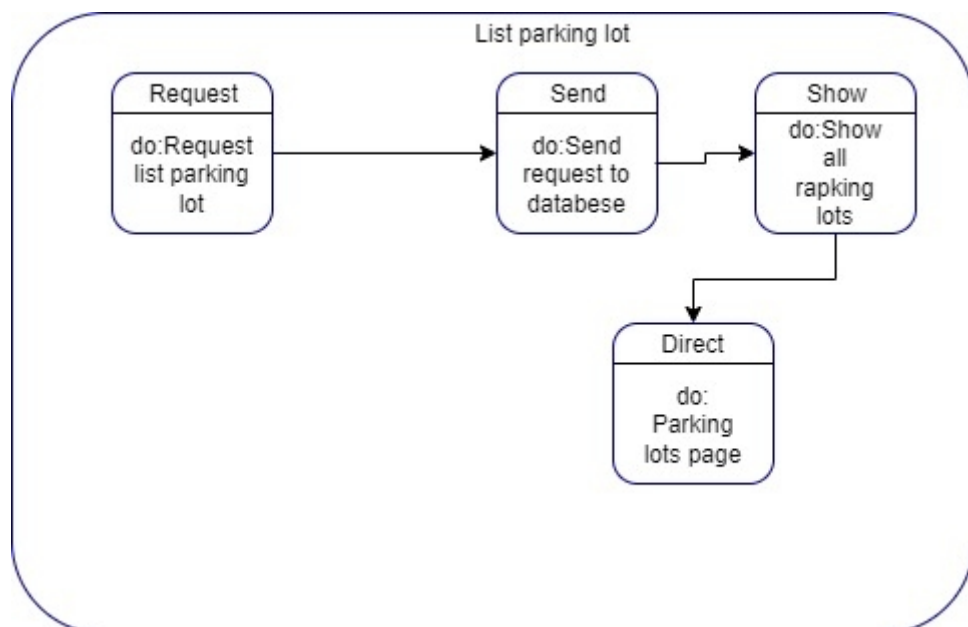 List parking lot
Request
do:Request
list parking
lot
Send
do:Send
request to
databese
Show
do:Show
all
rapking
lots
Direct
do:
Parking
lots page